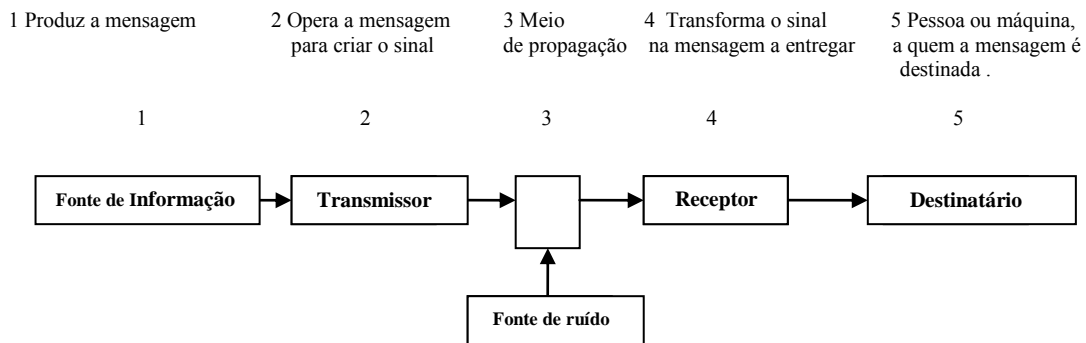 1 Produz a mensagem
2 Opera a mensagem
para criar o sinal
3 Meio
de propagação
4 Transforma o sinal
na mensagem a entregar
5 Pessoa ou máquina,
a quem a mensagem é
destinada .
1
2
3
4
5
Fonte de Informação
Transmissor
Receptor
Destinatário
Fonte de ruído